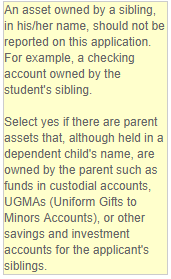 An asset owned by a sibling,
in his/her name, should not be
reported on this application.
For example, a checking
account owned by the
student's sibling.

Select yes if there are parent
assets that, although held in a
dependent child's name, are
owned by the parent such as
funds in custodial accounts,
UGMAs (Uniform Gifts to
Minors Accounts), or other
savings and investment
accounts for the applicant's
siblings.